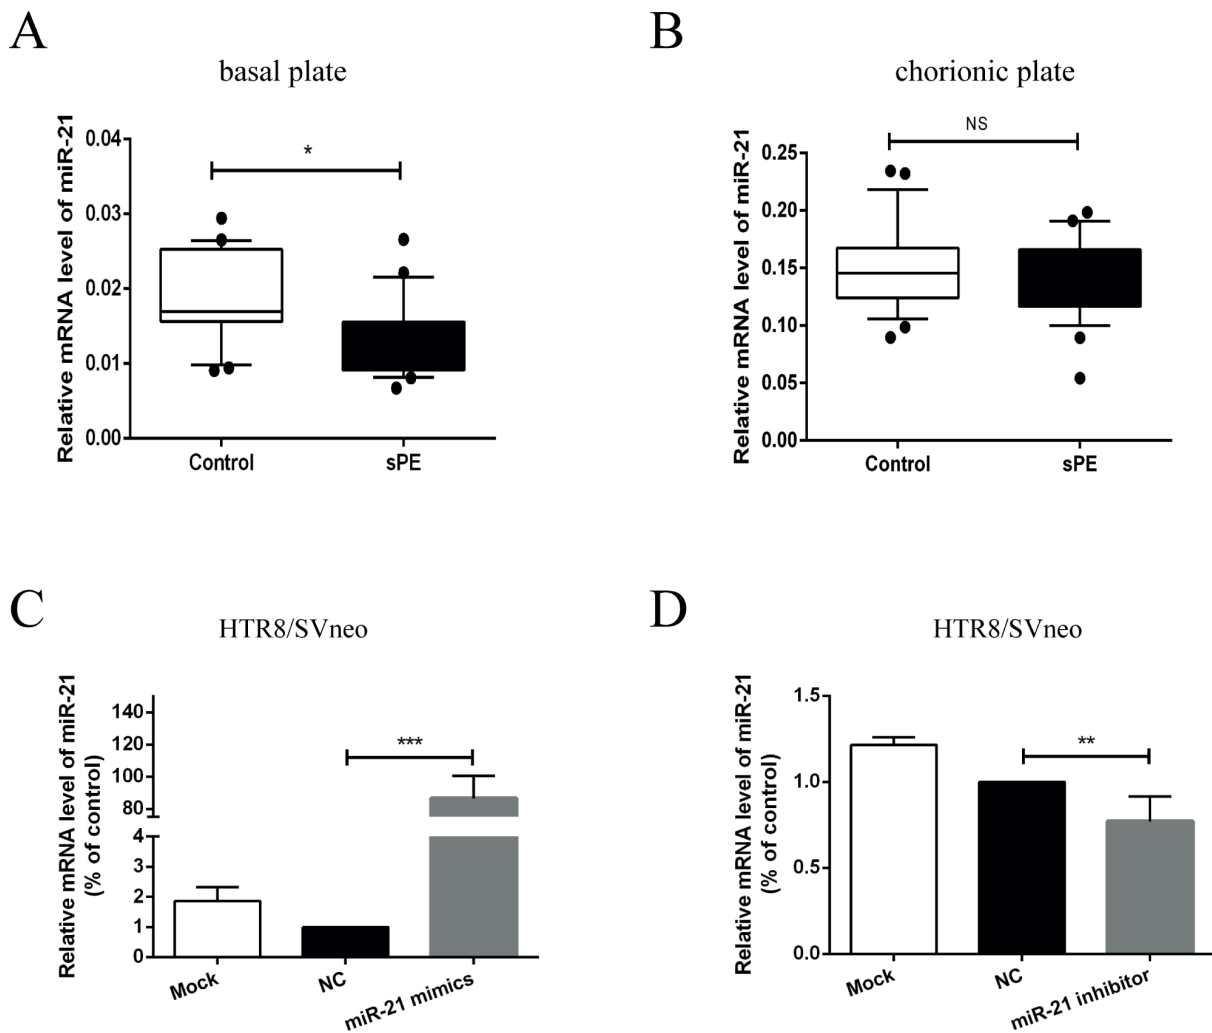 A
basal plate
Relative mRNA level of miR-21
0.04
0.03
0.02
0.01
0.00
*
Control
sPE
B
chorionic plate
Relative mRNA level of miR-21
0.25
0.20
0.15
0.10
0.05
0.00
NS
Control
sPE
C
HTR8/SVneo
Relative mRNA level of miR-21
(% of control)
140
120
100
80
4
3
2
1
0
***
Mock
NC
miR-21 mimics
D
HTR8/SVneo
Relative mRNA level of miR-21
(% of control)
1.5
1.0
0.5
0.0
**
Mock
NC
miR-21 inhibitor